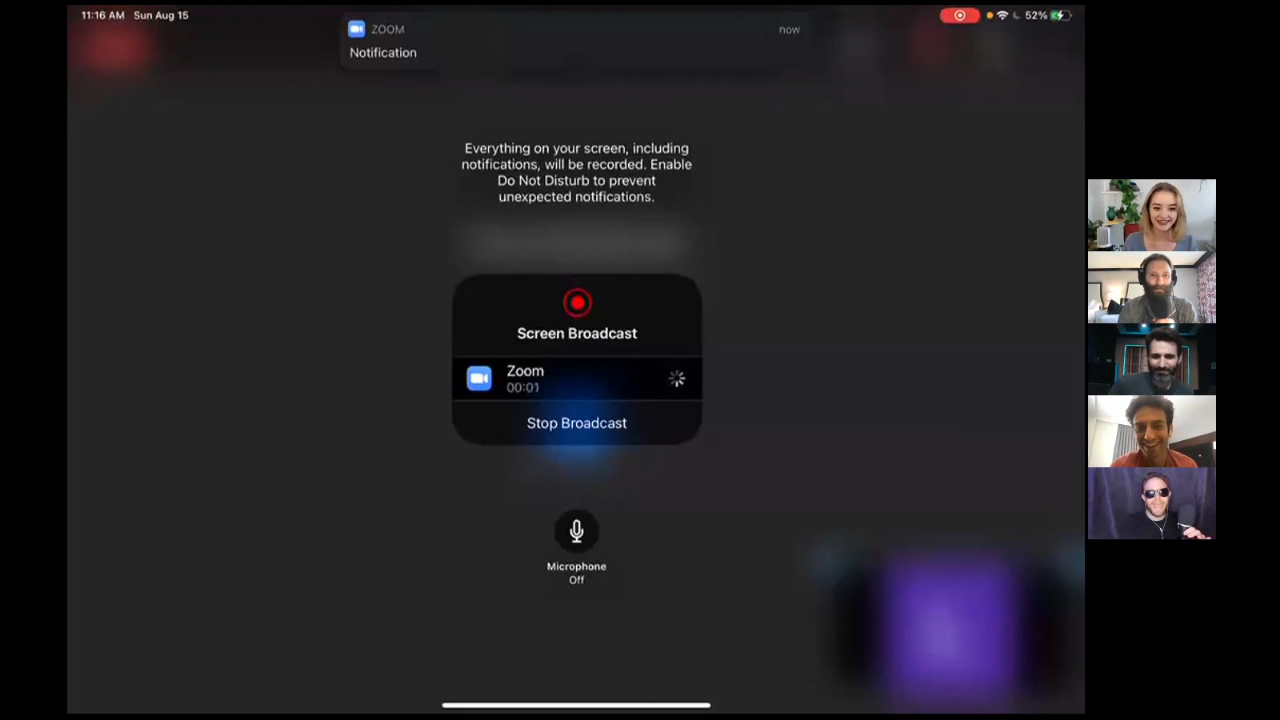 11:16 AM Sun Aug 15
52%
ZOOM
now
Notification
Everything on your screen, including
notifications, will be recorded. Enable
Do Not Disturb to prevent
unexpected notifications.
Screen Broadcast
Zoom
00:01
Stop Broadcast
Microphone
Off